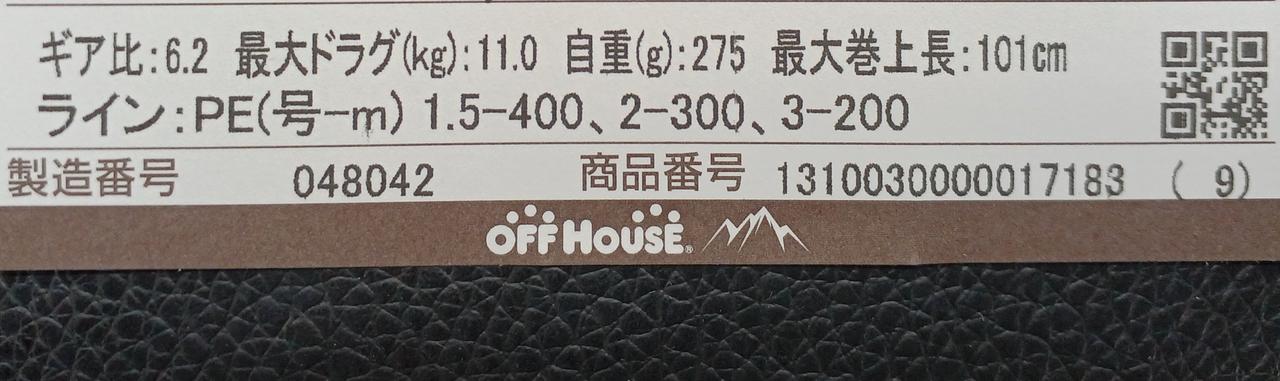 ギア比:6.2 最大ドラグ(kg):11.0 自重(g):275 最大巻上長:101cm
ライン:PE(号-m) 1.5-400、2-300、3-200
製造番号 048042 商品番号 1310030000017183 ( 9)
OFF HOUSE®